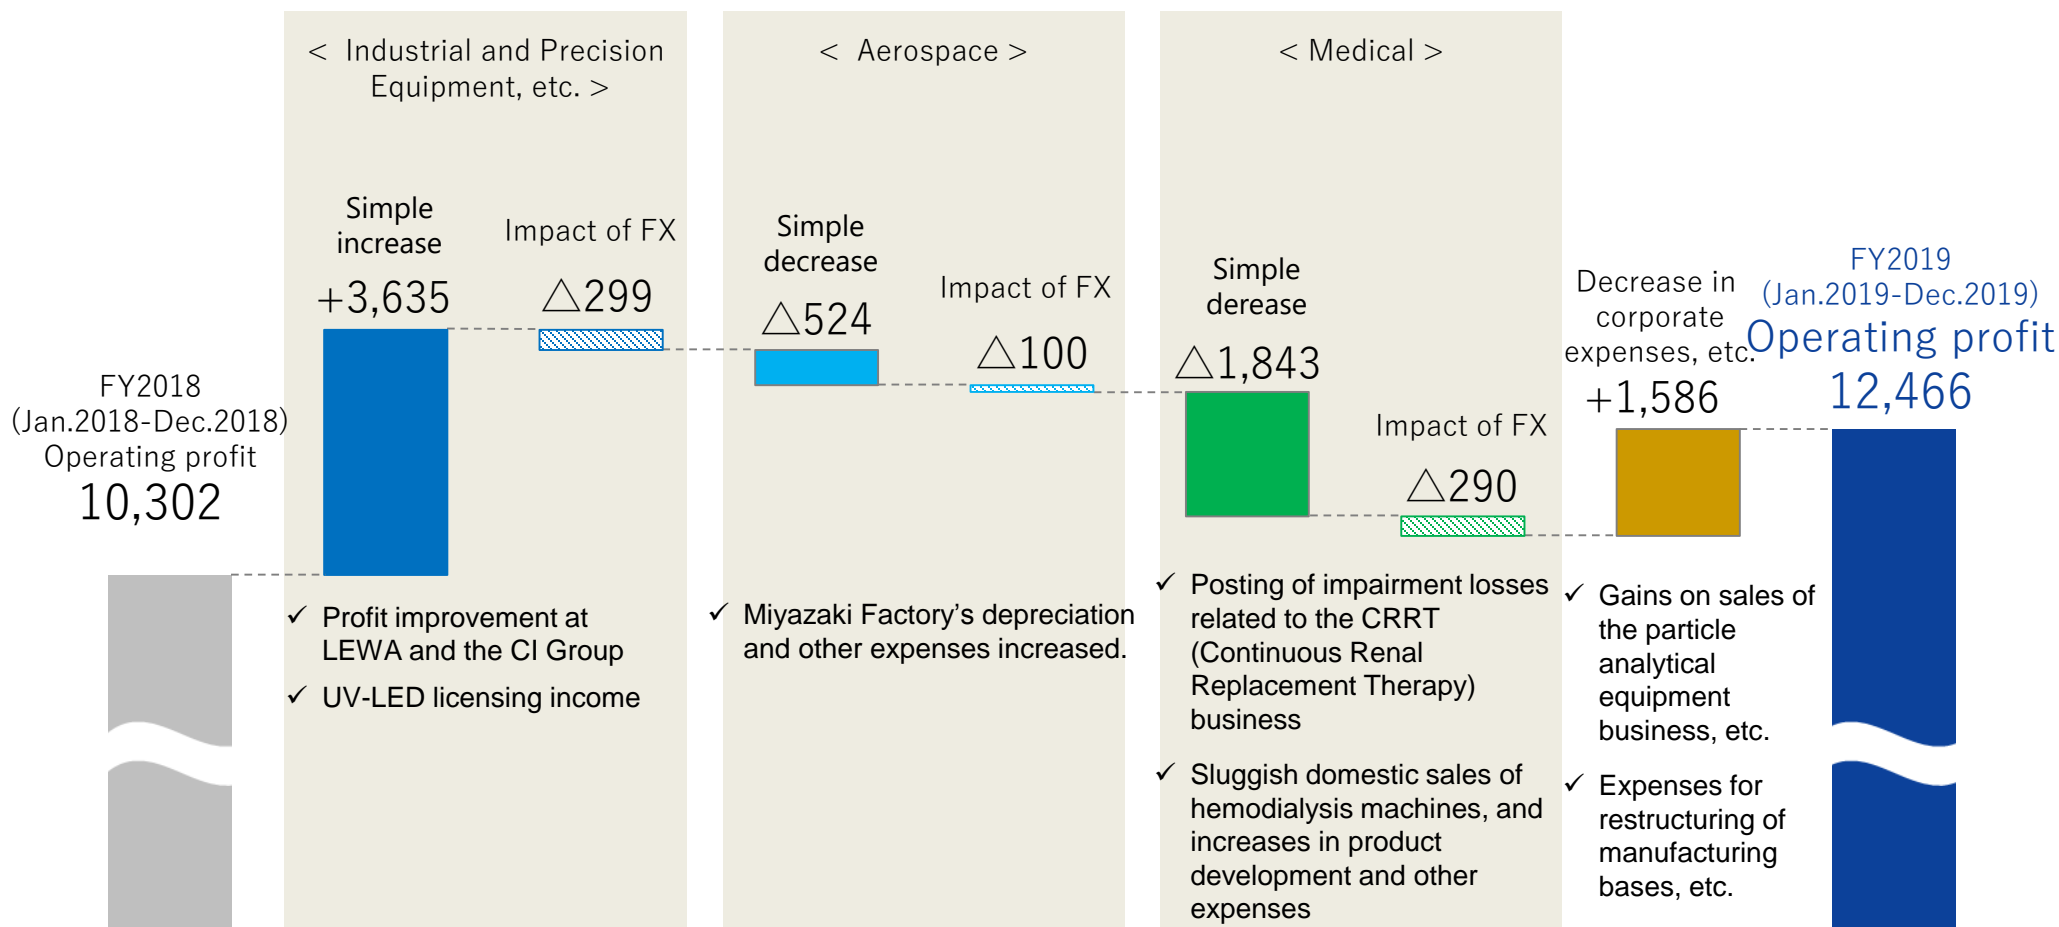 FY2018
(Jan.2018-Dec.2018)
Operating profit
10,302
< Industrial and Precision
Equipment, etc. >
Simple
increase
+3,635
Impact of FX
△299
✓ Profit improvement at
LEWA and the CI Group
✓ UV-LED licensing income
< Aerospace >
Simple
decrease
△524
Impact of FX
△100
✓ Miyazaki Factory's depreciation
and other expenses increased.
< Medical >
Simple
derease
△1,843
Impact of FX
△290
✓ Posting of impairment losses
related to the CRRT
(Continuous Renal
Replacement Therapy)
business
✓ Sluggish domestic sales of
hemodialysis machines, and
increases in product
development and other
expenses
Decrease in
corporate
expenses, etc.
+1,586
✓ Gains on sales of
the particle
analytical
equipment
business, etc.
✓ Expenses for
restructuring of
manufacturing
bases, etc.
FY2019
(Jan.2019-Dec.2019)
Operating profit
12,466